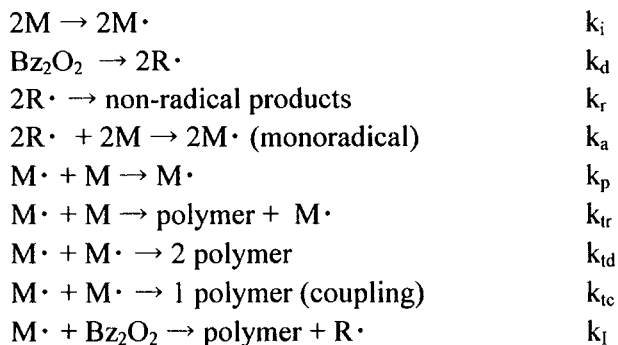 2M → 2M· k_i
Bz₂O₂ → 2R· k_d
2R· → non-radical products k_r
2R· + 2M → 2M· (monoradical) k_a
M· + M → M· k_p
M· + M → polymer + M· k_tr
M· + M· → 2 polymer k_td
M· + M· → 1 polymer (coupling) k_tc
M· + Bz₂O₂ → polymer + R· k_I